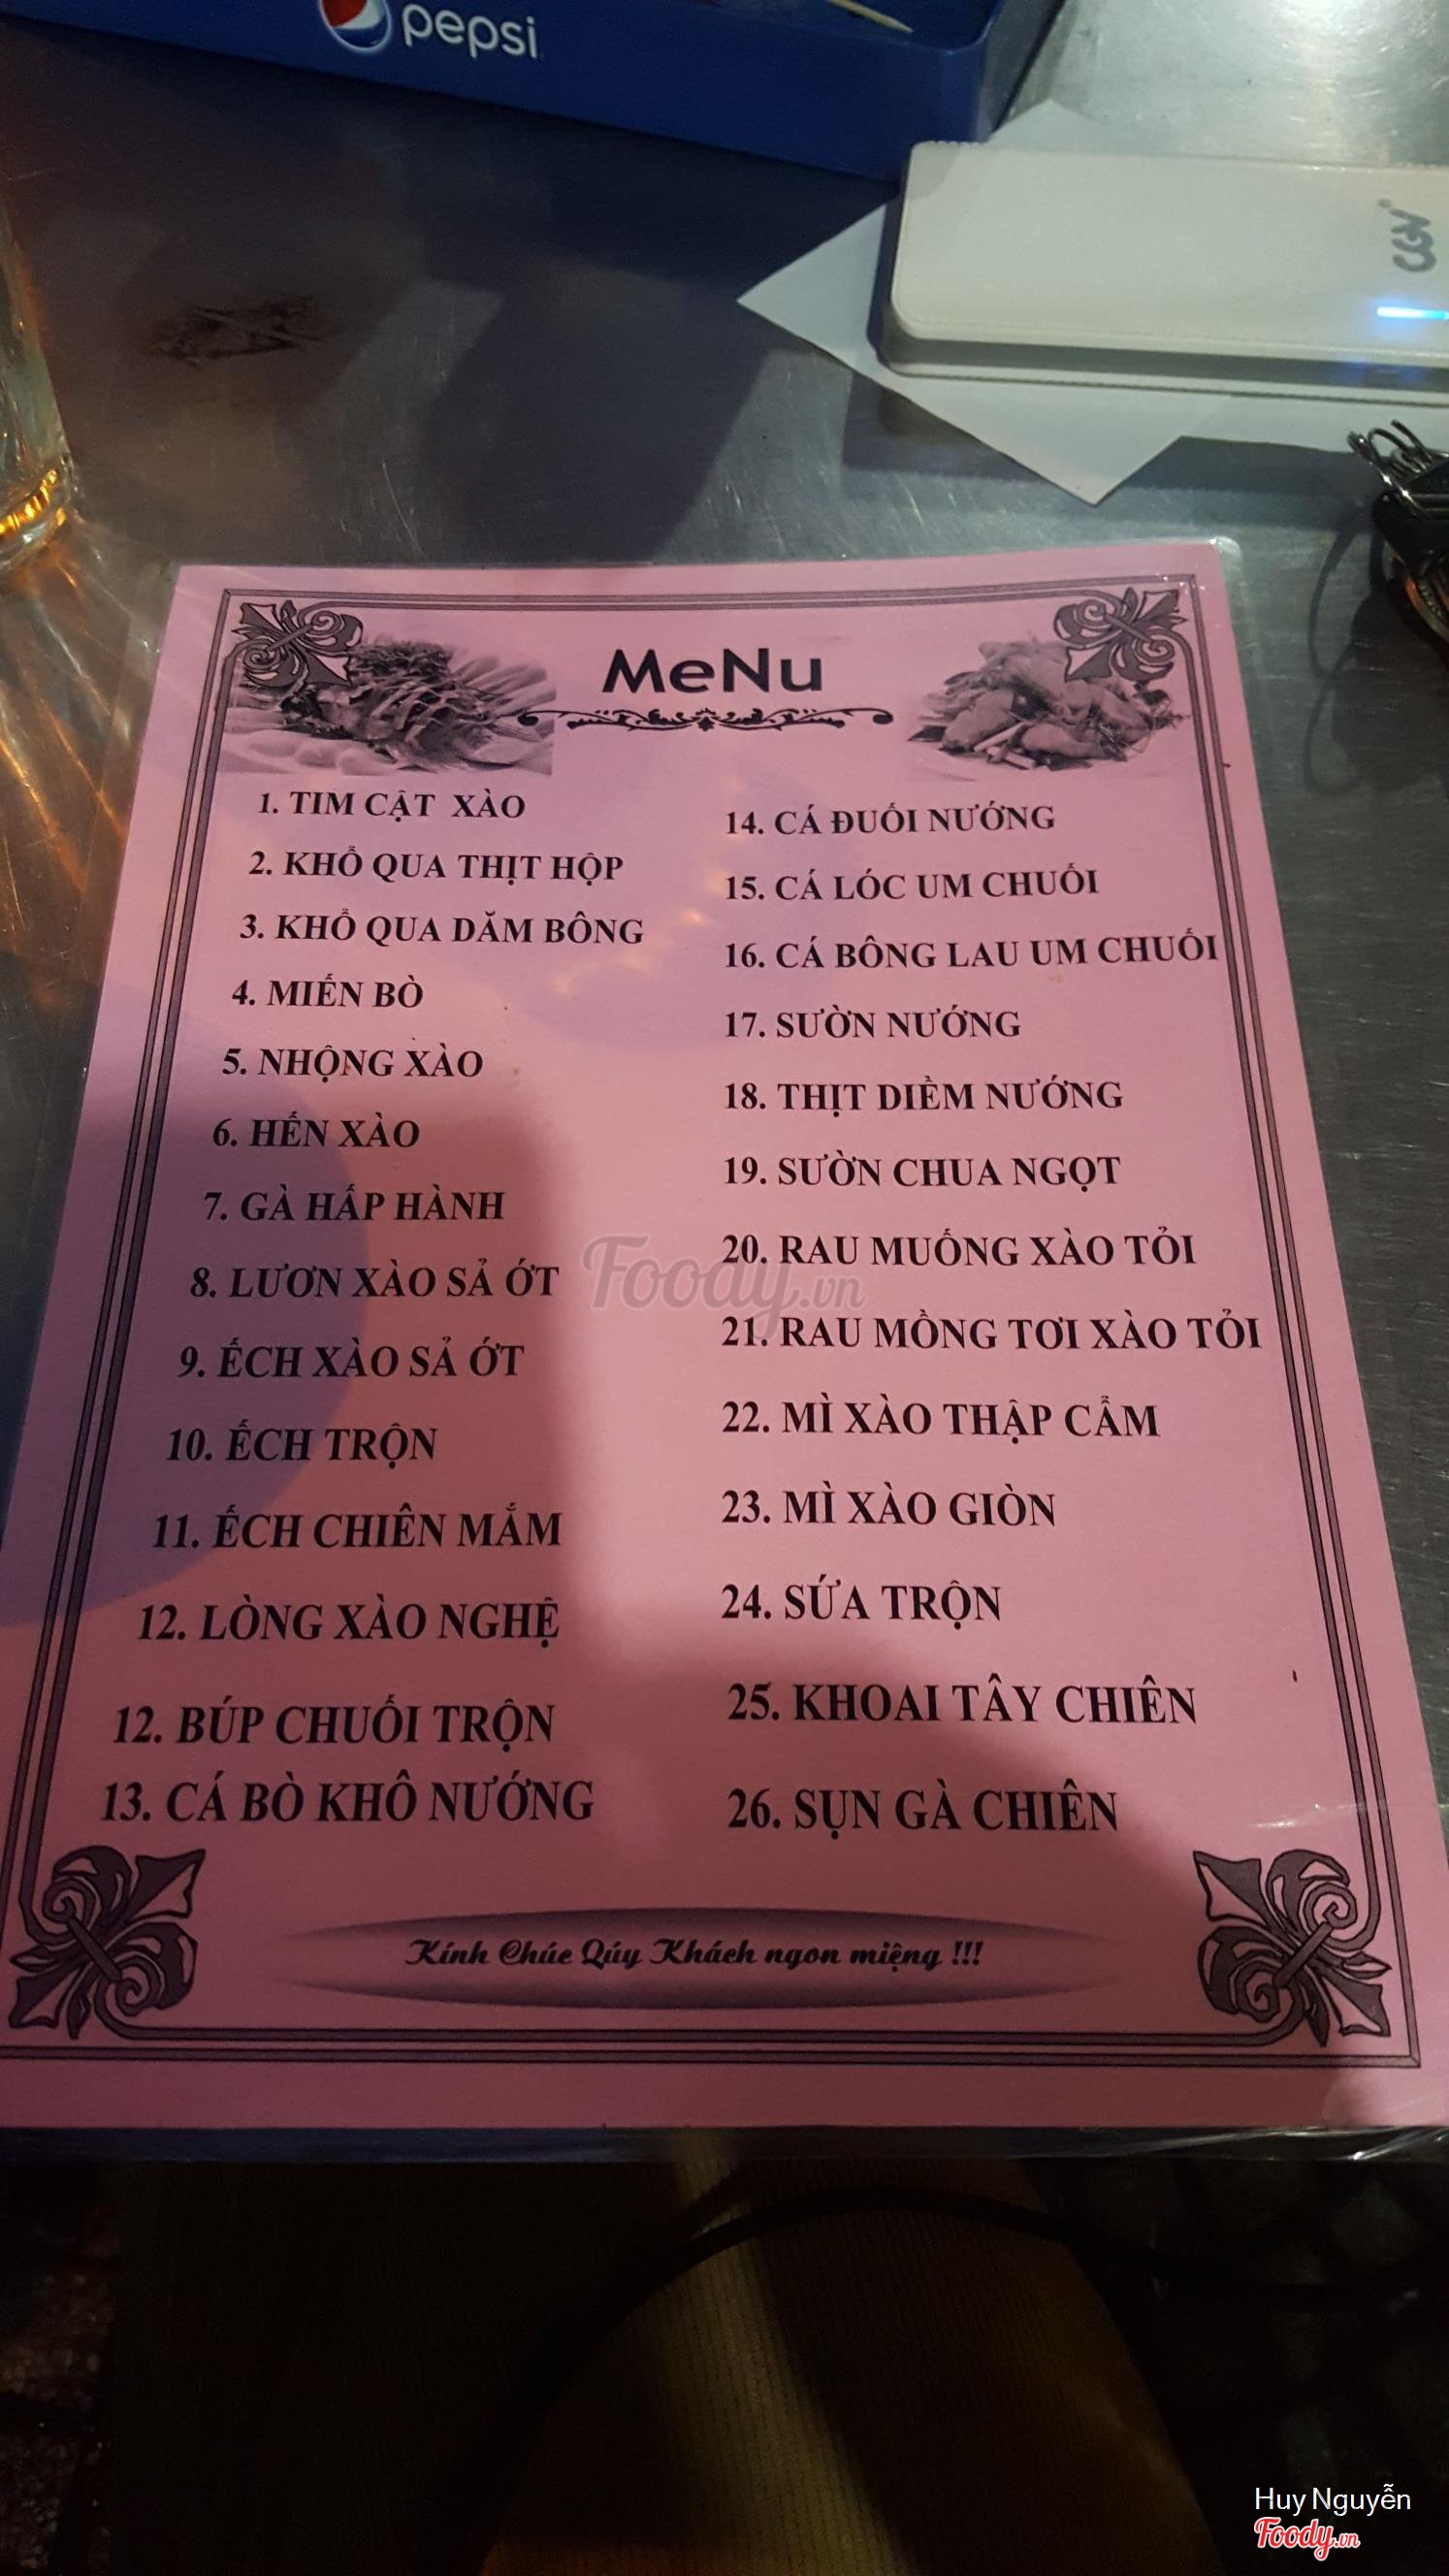 pepsi
MeNu
1. TIM CẬT XÀO
2. KHỔ QUA THỊT HỘP
3. KHỔ QUA DĂM BÔNG
4. MIẾN BÒ
5. NHỘNG XÀO
6. HẾN XÀO
7. GÀ HẤP HÀNH
8. LƯƠN XÀO SẢ ỚT
9. ẾCH XÀO SẢ ỚT
10. ẾCH TRỘN
11. ẾCH CHIÊN MẮM
12. LÒNG XÀO NGHỆ
12. BÚP CHUỐI TRỘN
13. CÁ BÒ KHÔ NƯỚNG
14. CÁ ĐUỐI NƯỚNG
15. CÁ LÓC UM CHUỐI
16. CÁ BÔNG LAU UM CHUỐI
17. SƯỜN NƯỚNG
18. THỊT DIỀM NƯỚNG
19. SƯỜN CHUA NGỌT
20. RAU MUỐNG XÀO TỎI
21. RAU MỒNG TƠI XÀO TỎI
22. MÌ XÀO THẬP CẨM
23. MÌ XÀO GIÒN
24. SỨA TRỘN
25. KHOAI TÂY CHIÊN
26. SỤN GÀ CHIÊN
Foody.vn
Kính Chúc Qúy Khách ngon miệng !!!
Huy Nguyễn
Foody.vn